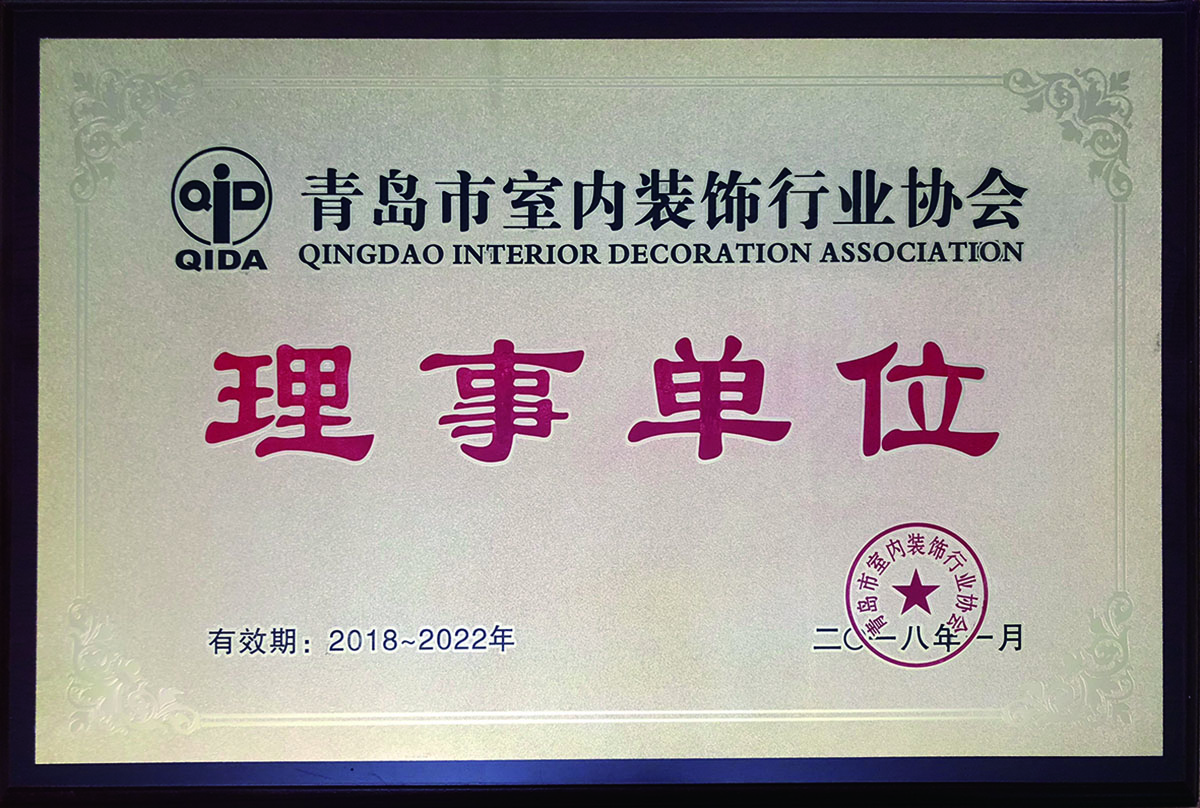 QiD
QIDA
青岛市室内装饰行业协会
QINGDAO INTERIOR DECORATION ASSOCIATION
理事单位
青岛市室内装饰行业协会
有效期：2018~2022年
二〇一八年一月